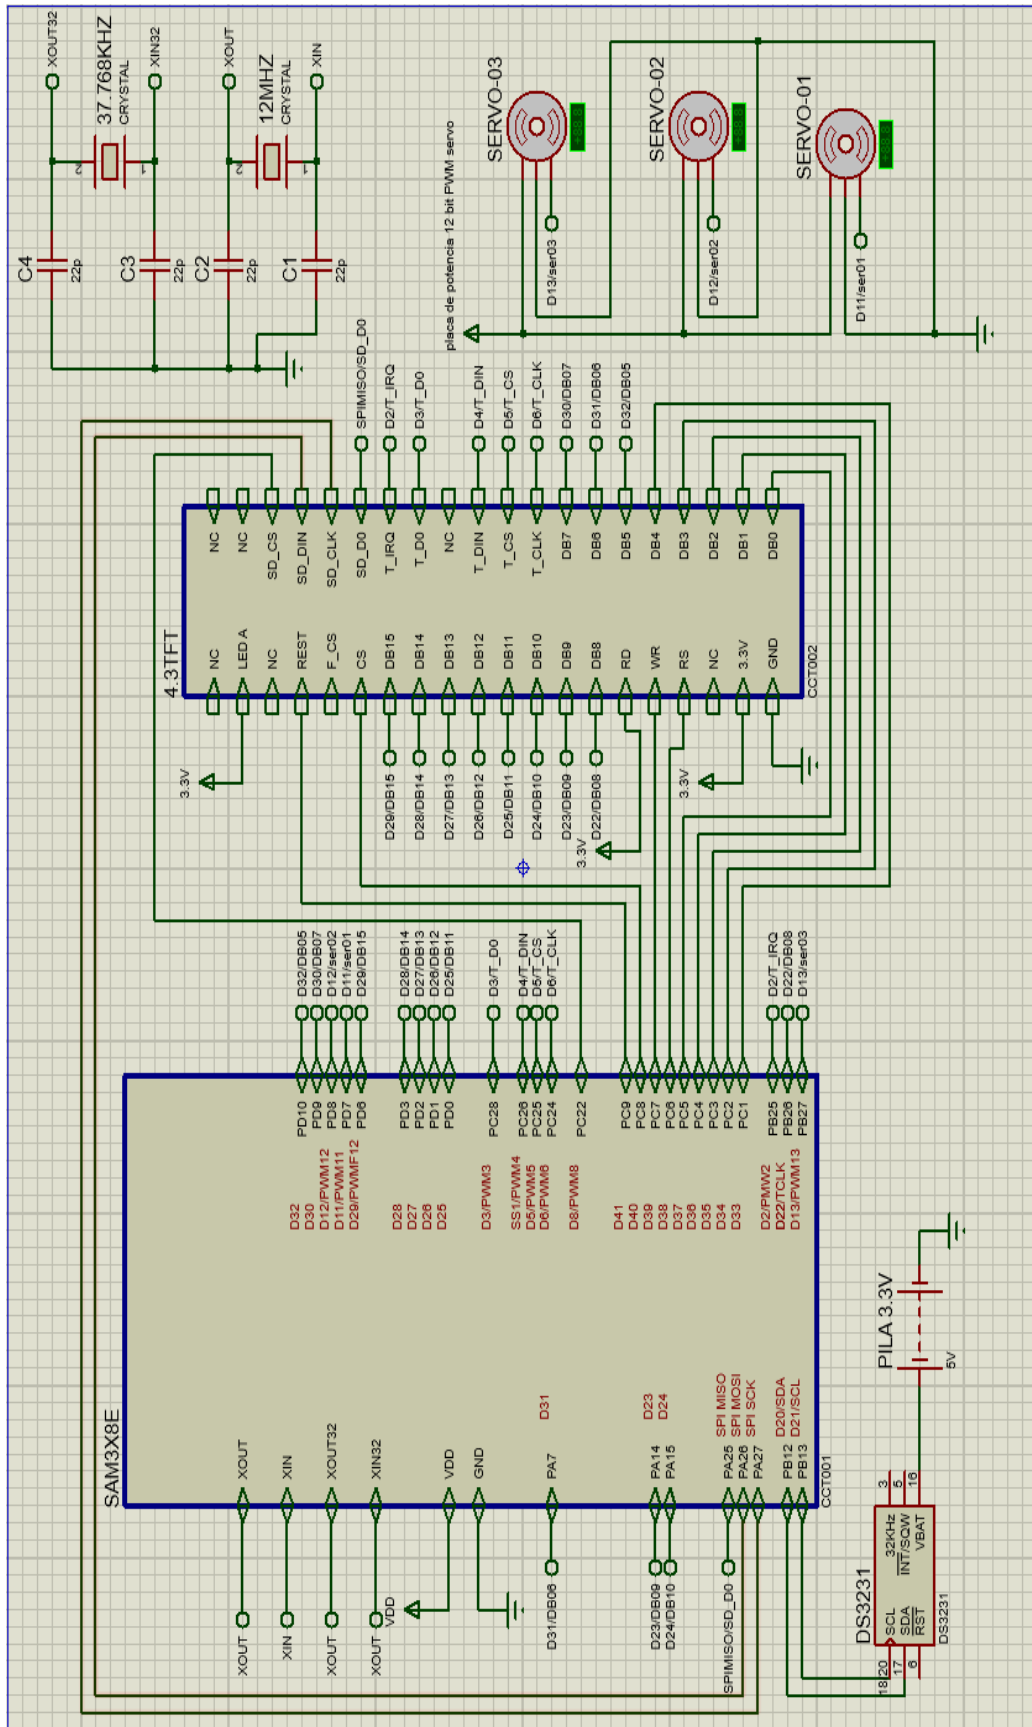 XOUT32
37.768KHZ
CRYSTAL
XIN32
XOUT
12MHZ
CRYSTAL
XIN
2
1
2
1
C4
22p
C3
22p
C2
22p
C1
22p
placa de potencia 12 bit PWM servo
SERVO-03
SERVO-02
SERVO-01
D13/ser03
D12/ser02
D11/ser01
SPIMISO/SD_D0
D2/T_IRQ
D3/T_D0
D4/T_DIN
D5/T_CS
D6/T_CLK
D30/DB07
D31/DB06
D32/DB05
4.3TFT
NC
NC
SD_CS
SD_DIN
SD_CLK
SD_D0
T_IRQ
T_D0
NC
T_DIN
T_CS
T_CLK
DB7
DB6
DB5
DB4
DB3
DB2
DB1
DB0
NC
LED A
NC
REST
F_CS
CS
DB15
DB14
DB13
DB12
DB11
DB10
DB9
DB8
RD
WR
RS
NC
3.3V
GND
CCT002
3.3V
D29/DB15
D28/DB14
D27/DB13
D26/DB12
D25/DB11
D24/DB10
D23/DB09
D22/DB08
3.3V
3.3V
D32/DB05
D30/DB07
D12/ser02
D11/ser01
D29/DB15
D28/DB14
D27/DB13
D26/DB12
D25/DB11
D3/T_D0
D4/T_DIN
D5/T_CS
D6/T_CLK
D2/T_IRQ
D22/DB08
D13/ser03
SAM3X8E
PD10
PD9
PD8
PD7
PD6
PD3
PD2
PD1
PD0
PC28
PC26
PC25
PC24
PC22
PC9
PC8
PC7
PC6
PC5
PC4
PC3
PC2
PC1
PB25
PB26
PB27
D32
D30
D12/PWM12
D11/PWM11
D29/PWMF12
D28
D27
D26
D25
D3/PWM3
SS1/PWM4
D5/PWM5
D6/PWM6
D8/PWM8
D41
D40
D39
D38
D37
D36
D35
D34
D33
D2/PMW2
D22/TCLK
D13/PWM13
D31
D23
D24
SPI MISO
SPI MOSI
SPI SCK
D20/SDA
D21/SCL
XOUT
XIN
XOUT32
XIN32
VDD
GND
PA7
PA14
PA15
PA25
PA26
PA27
PB12
PB13
CCT001
XOUT
XIN
XOUT32
XOUT
VDD
D31/DB06
D23/DB09
D24/DB10
SPIMISO/SD_D0
PILA 3.3V
5V
DS3231
3
5
16
32KHz
INT/SQW
VBAT
SCL
SDA
RST
DS3231
18
20
17
6